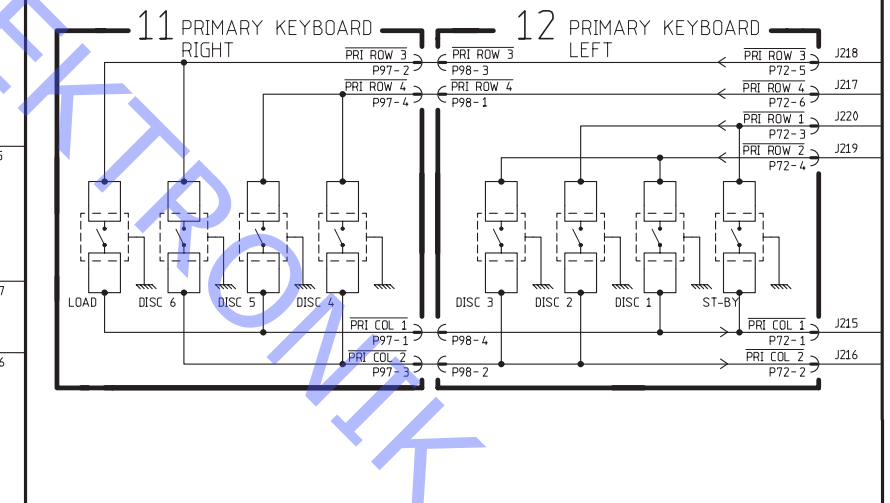 11 PRIMARY KEYBOARD
RIGHT
12 PRIMARY KEYBOARD
LEFT
PRI ROW 3
P97-2
PRI ROW 3
P98-3
PRI ROW 3
P72-5
J218
PRI ROW 4
P97-4
PRI ROW 4
P98-1
PRI ROW 4
P72-6
J217
PRI ROW 1
P72-3
J220
PRI ROW 2
P72-4
J219
5
7
6
LOAD
DISC 6
DISC 5
DISC 4
DISC 3
DISC 2
DISC 1
ST-BY
PRI COL 1
P97-1
P98-4
PRI COL 1
P72-1
J215
PRI COL 2
P97-3
P98-2
PRI COL 2
P72-2
J216
EKTRONIK